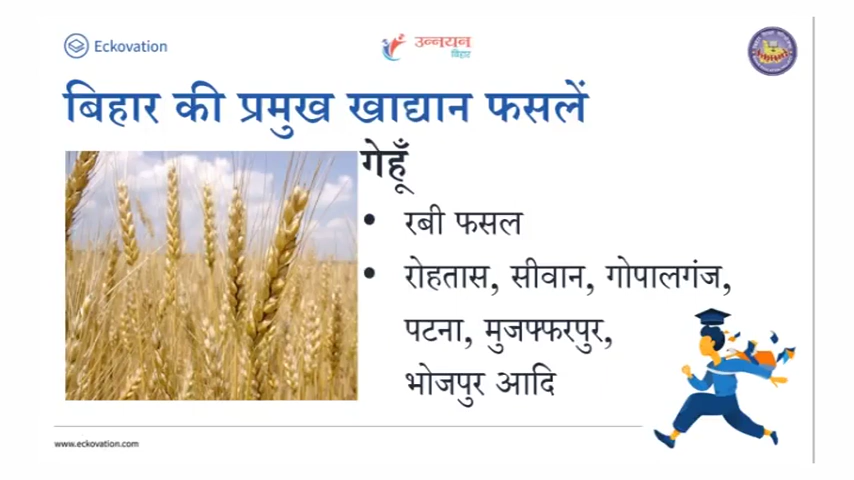 Eckovation
उन्नयन
बिहार
बिहार की प्रमुख खाद्यान फसलें
गेहूँ
• रबी फसल
• रोहतास, सीवान, गोपालगंज,
पटना, मुजफ्फरपुर,
भोजपुर आदि
www.eckovation.com